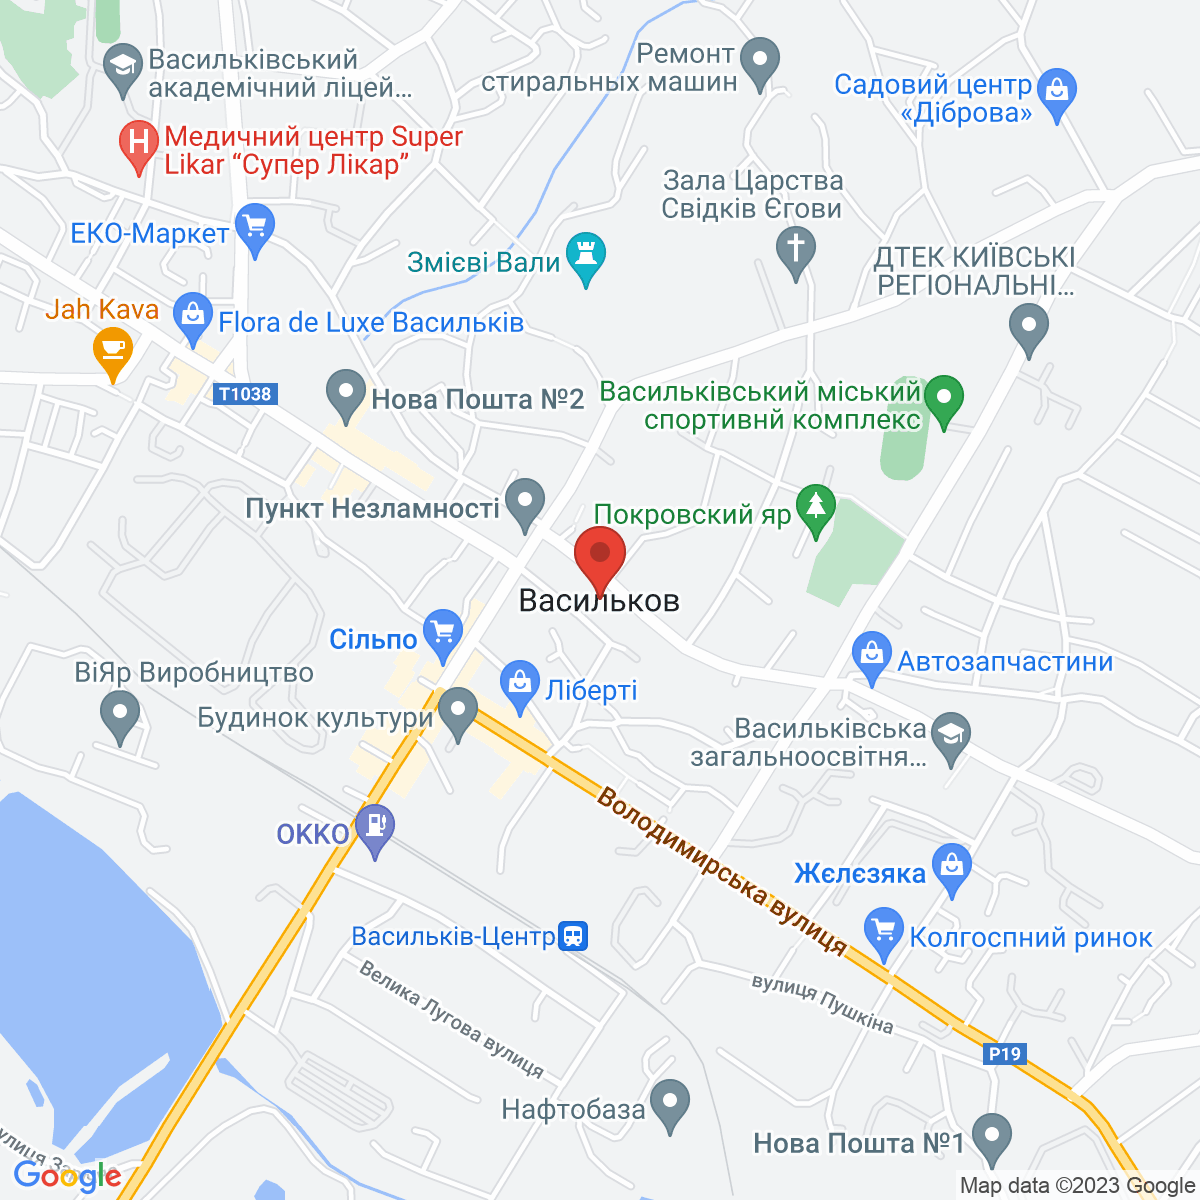 Васильківський
академічний ліцей...
Ремонт
стиральных машин
Садовий центр
«Діброва»
Медичний центр Super
Likar “Супер Лікар”
Зала Царства
Свідків Єгови
ЕКО-Маркет
Змієві Вали
ДТЕК КИЇВСЬКІ
РЕГІОНАЛЬНІ...
Jah Kava
Flora de Luxe Васильків
T1038
Нова Пошта №2
Васильківський міський
спортивнй комплекс
Пункт Незламності
Покровский яр
Васильков
Сільпо
Автозапчастини
ВіЯр Виробництво
Ліберті
Будинок культури
Васильківська
загальноосвітня...
Володимирська вулиця
ОККО
Жєлєзяка
Васильків-Центр
Колгоспний ринок
Велика Лугова вулиця
вулиця Пушкіна
P19
Нафтобаза
Нова Пошта №1
Google
Map data ©2023 Google